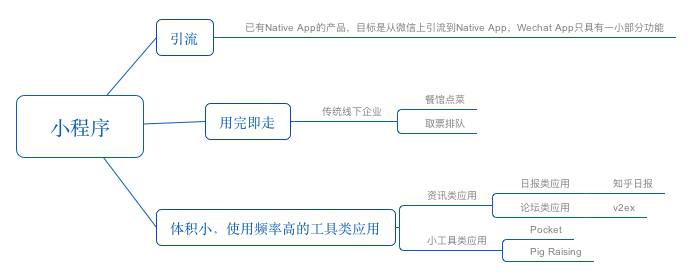 小程序
引流
已有Native App的产品，目标是从微信上引流到Native App、Wechat App只具有一小部分功能
用完即走
传统线下企业
餐馆点菜
取票排队
体积小、使用频率高的工具类应用
资讯类应用
日报类应用
知乎日报
论坛类应用
v2ex
小工具类应用
Pocket
Pig Raising